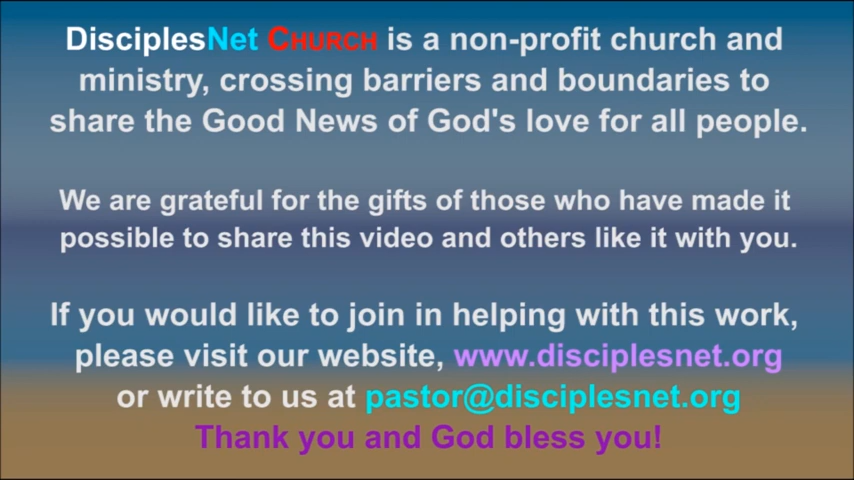 DisciplesNet CHURCH is a non-profit church and
ministry, crossing barriers and boundaries to
share the Good News of God's love for all people.
We are grateful for the gifts of those who have made it
possible to share this video and others like it with you.
If you would like to join in helping with this work,
please visit our website, www.disciplesnet.org
or write to us at pastor@disciplesnet.org
Thank you and God bless you!